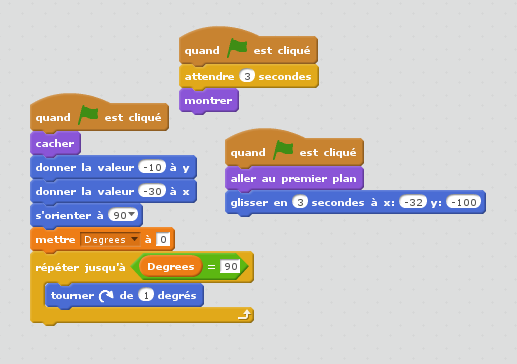 quand est cliqué
attendre 3 secondes
montrer
quand est cliqué
cacher
donner la valeur -10 à y
donner la valeur -30 à x
s'orienter à 90
mettre Degrees à 0
répéter jusqu'à Degrees = 90
tourner de 1 degrés
quand est cliqué
aller au premier plan
glisser en 3 secondes à x: -32 y: -100